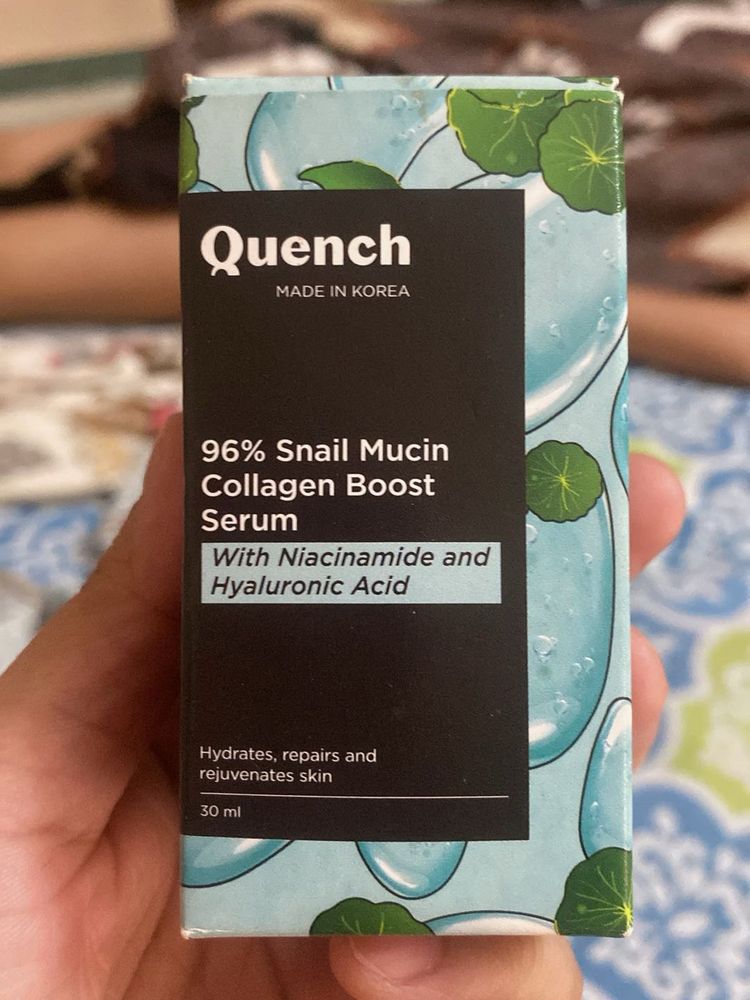 Quench
MADE IN KOREA
96% Snail Mucin
Collagen Boost
Serum
With Niacinamide and
Hyaluronic Acid
Hydrates, repairs and
rejuvenates skin
30 ml